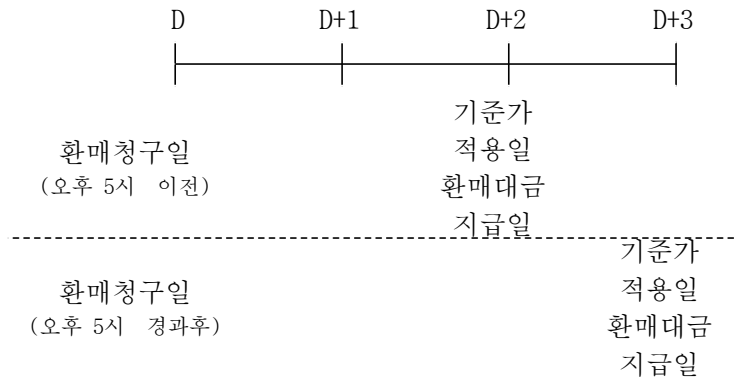 D D+1 D+2 D+3
기준가
적용일
환매청구일
(오후 5시 이전)
환매대금
지급일
기준가
적용일
환매청구일
(오후 5시 경과후)
환매대금
지급일